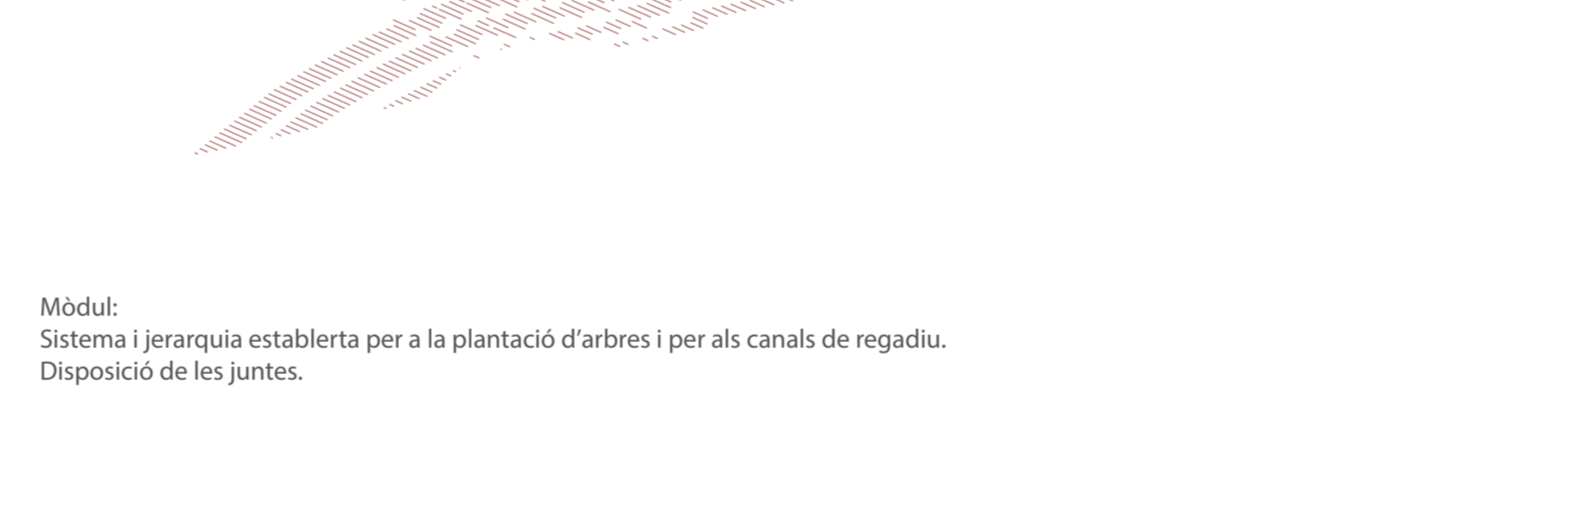 Mòdul:
Sistema i jerarquia establerta per a la plantació d’arbres i per als canals de regadiu.
Disposició de les juntes.